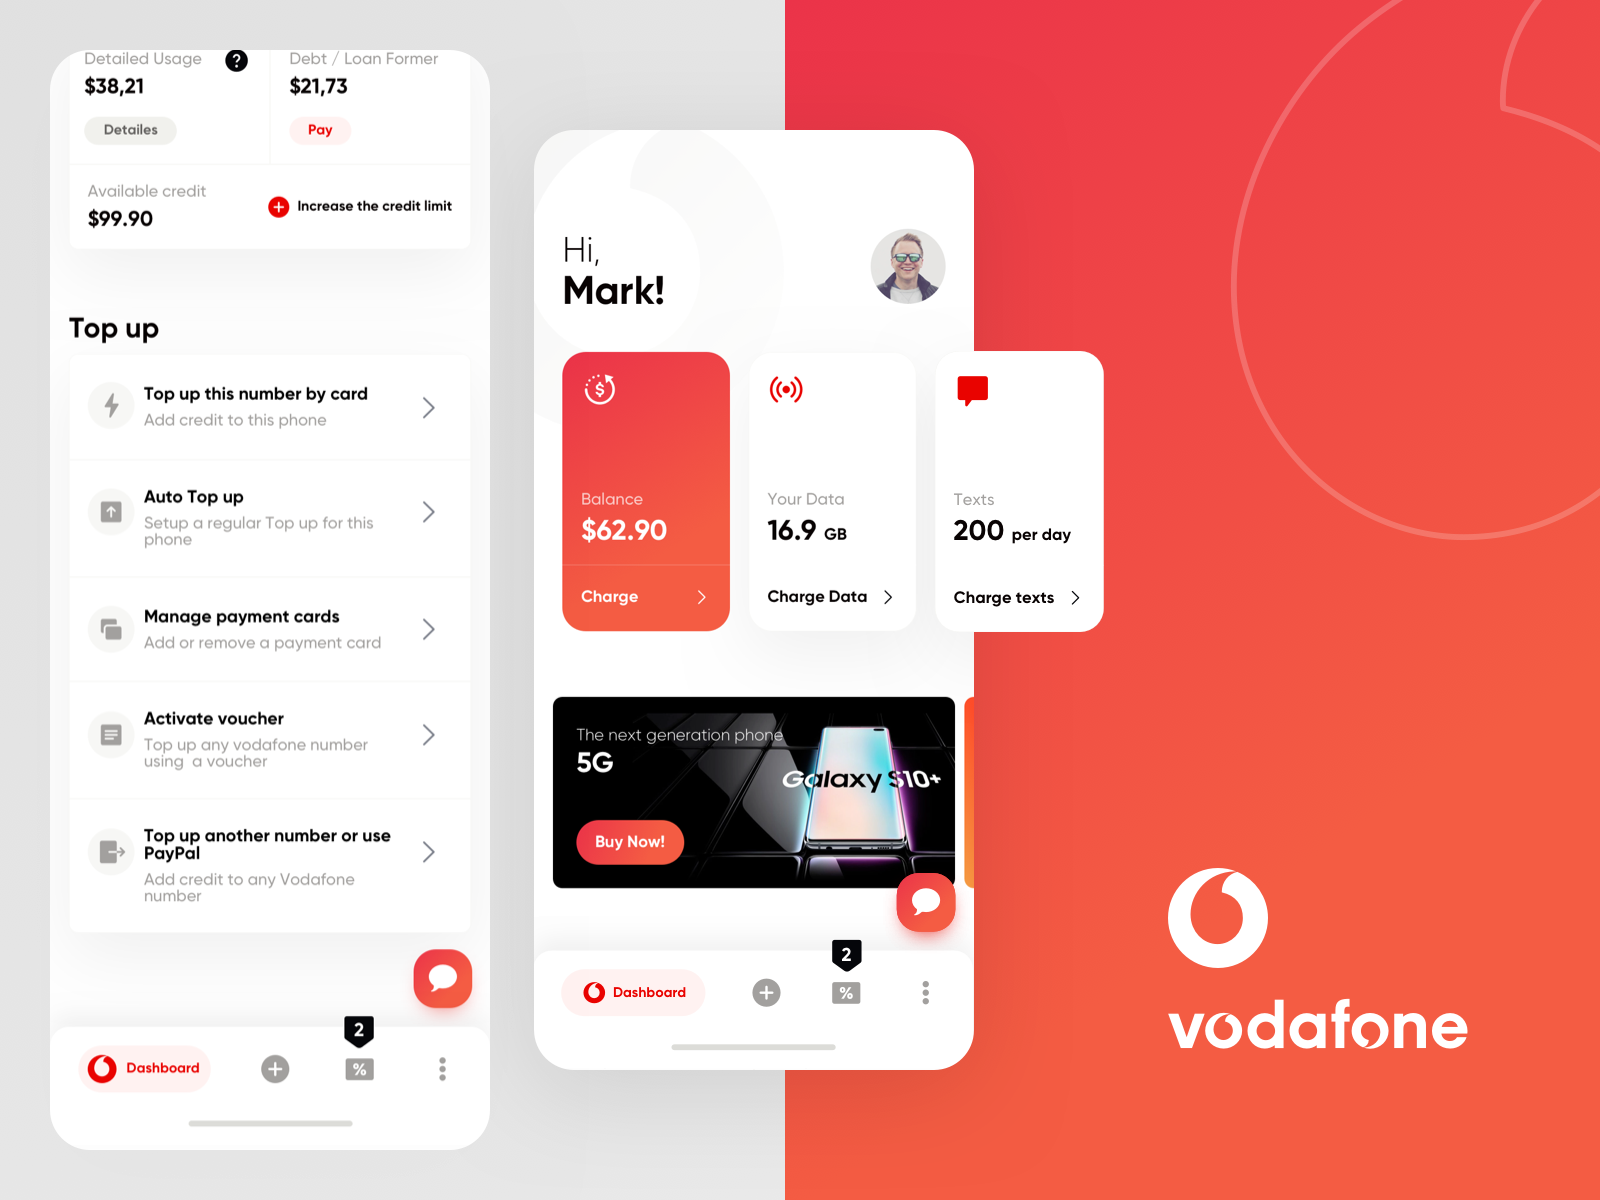 Detailed Usage
?
$38,21
Detailes
Debt / Loan Former
$21,73
Pay
Available credit
$99.90
Increase the credit limit
Top up
Top up this number by card
Add credit to this phone
Auto Top up
Setup a regular Top up for this
phone
Manage payment cards
Add or remove a payment card
Activate voucher
Top up any vodafone number
using a voucher
Top up another number or use
PayPal
Add credit to any Vodafone
number
2
Dashboard
%
Hi,
Mark!
$
Balance
$62.90
Charge
Your Data
16.9 GB
Charge Data
Texts
200 per day
Charge texts
The next generation phone
5G
Galaxy S10+
Buy Now!
2
Dashboard
%
vodafone